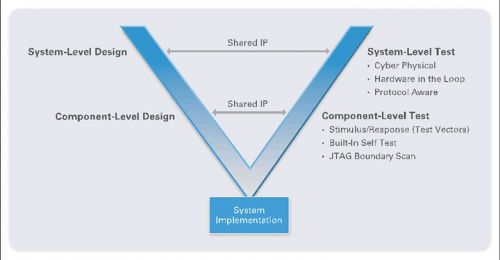 System-Level Design
Shared IP
System-Level Test
• Cyber Physical
• Hardware in the Loop
• Protocol Aware
Component-Level Design
Shared IP
Component-Level Test
• Stimulus/Response (Test Vectors)
• Built-In Self Test
• JTAG Boundary Scan
System
Implementation